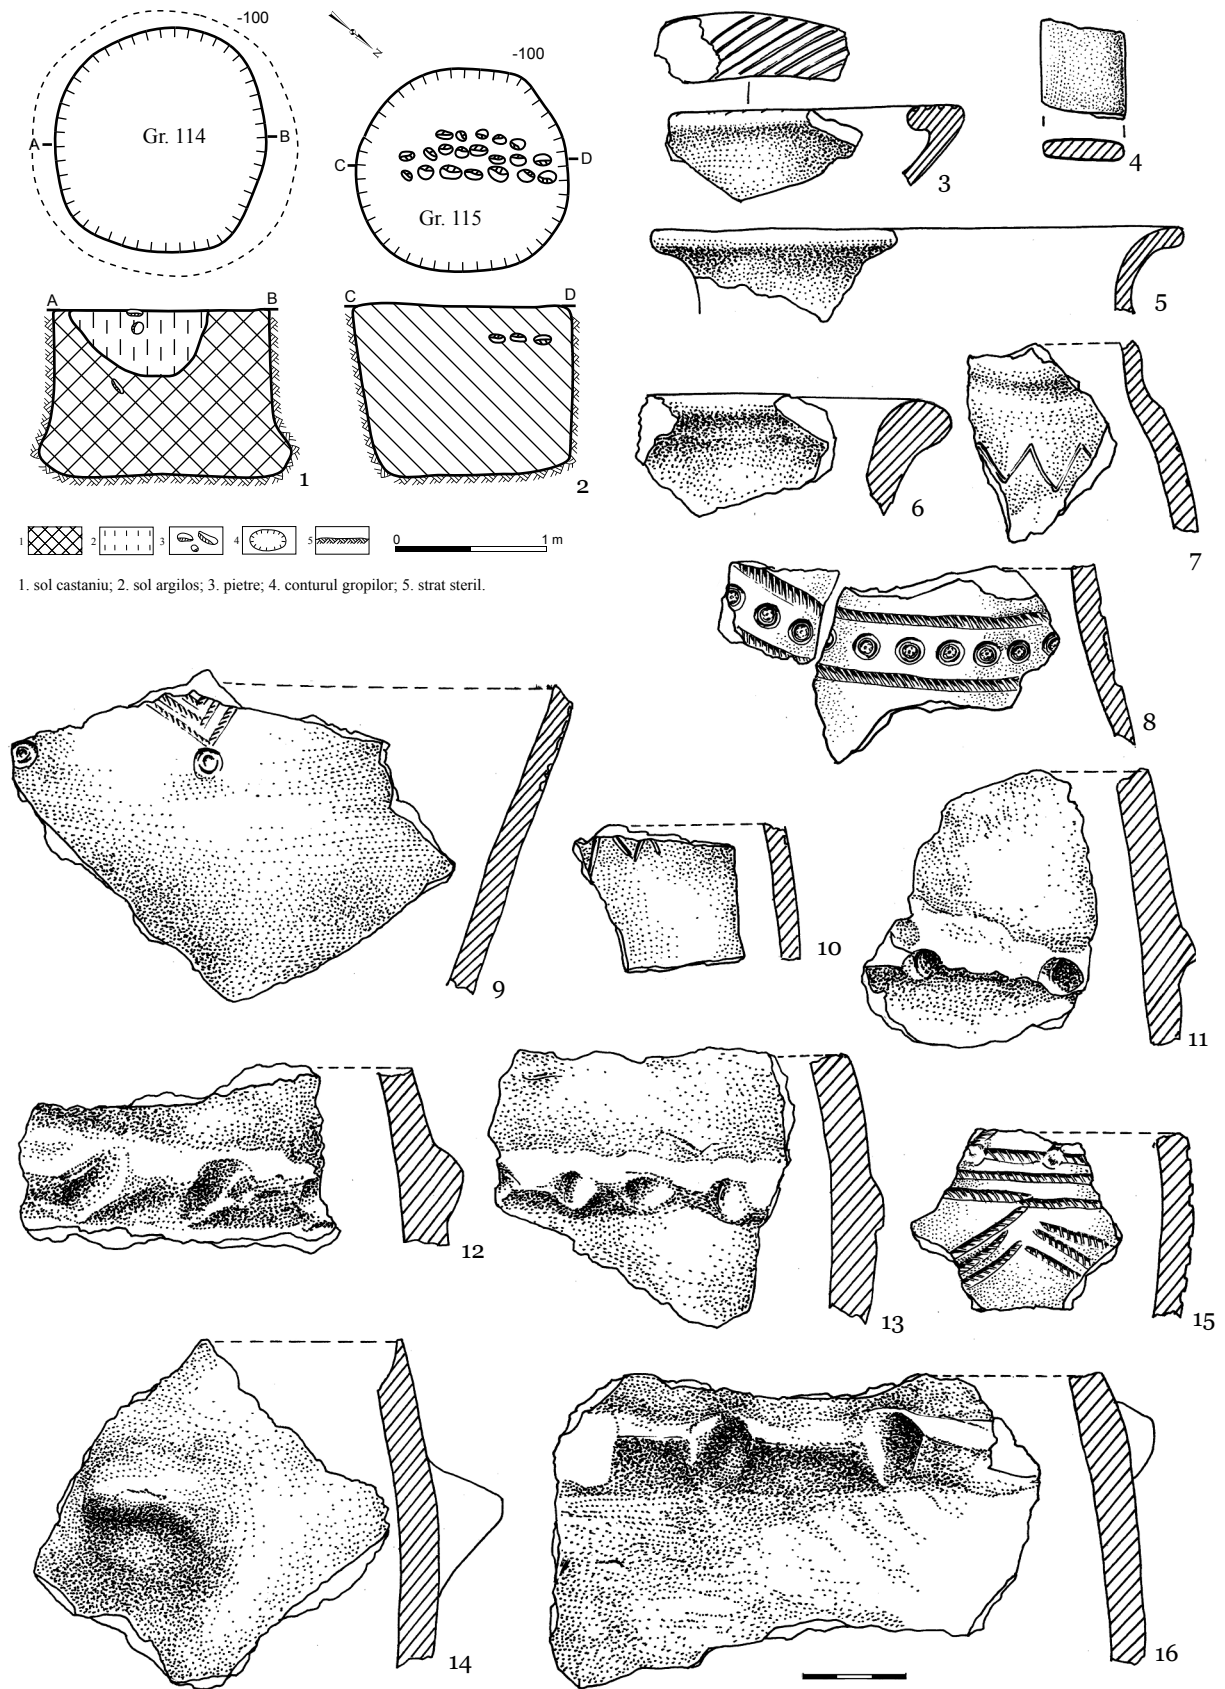 -100
-100
N
Gr. 114
A
B
Gr. 115
C
D
A
B
C
D
1
2
3
4
5
6
7
8
9
10
11
12
13
14
15
16
1 2 3 4 5
0 1 m
1. sol castaniu; 2. sol argilos; 3. pietre; 4. conturul gropilor; 5. strat steril.